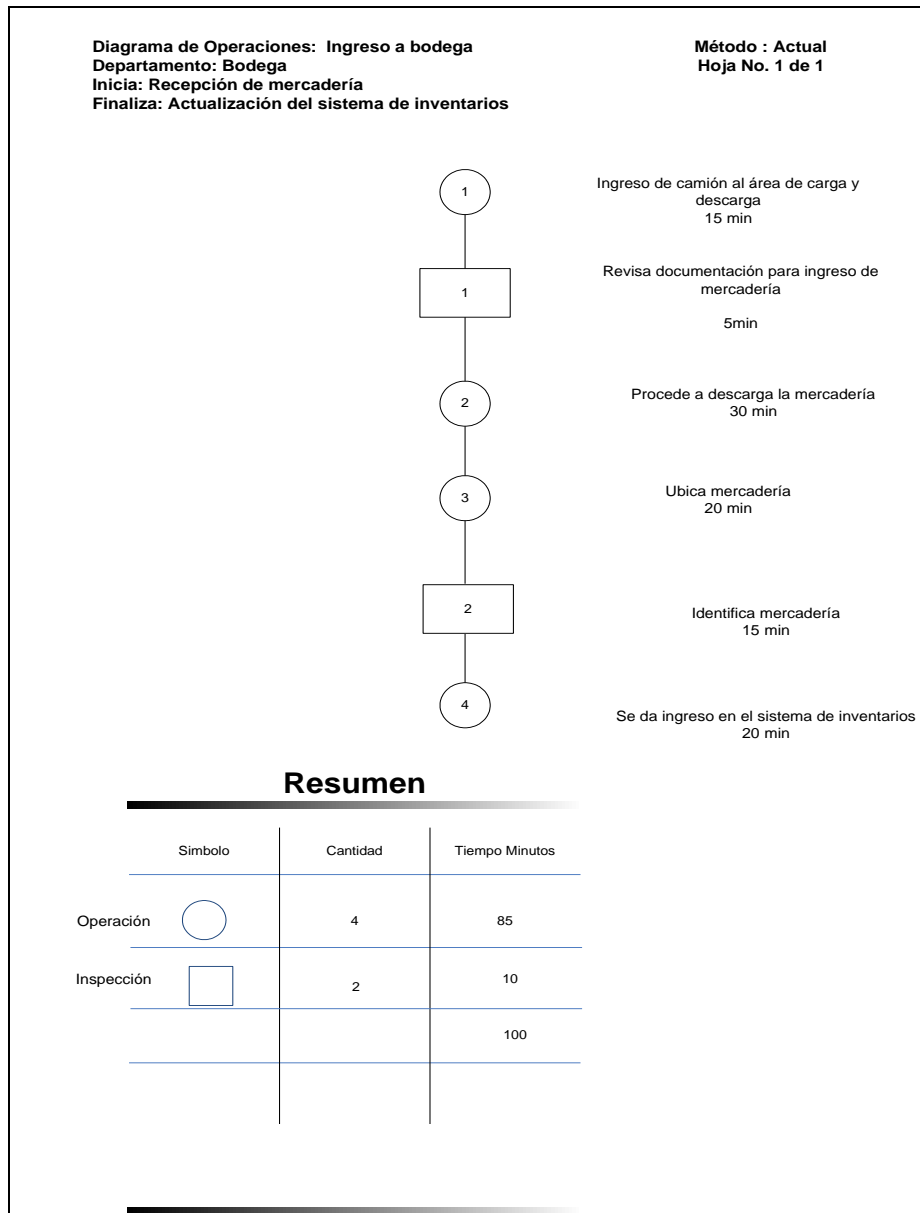 Diagrama de Operaciones: Ingreso a bodega
Departamento: Bodega
Inicia: Recepción de mercadería
Finaliza: Actualización del sistema de inventarios
Método : Actual
Hoja No. 1 de 1
1
Ingreso de camión al área de carga y
descarga
15 min
1
Revisa documentación para ingreso de
mercadería
5min
2
Procede a descarga la mercadería
30 min
3
Ubica mercadería
20 min
2
Identifica mercadería
15 min
4
Se da ingreso en el sistema de inventarios
20 min
Resumen
Simbolo Cantidad Tiempo Minutos
Operación 4 85
Inspección 2 10
100